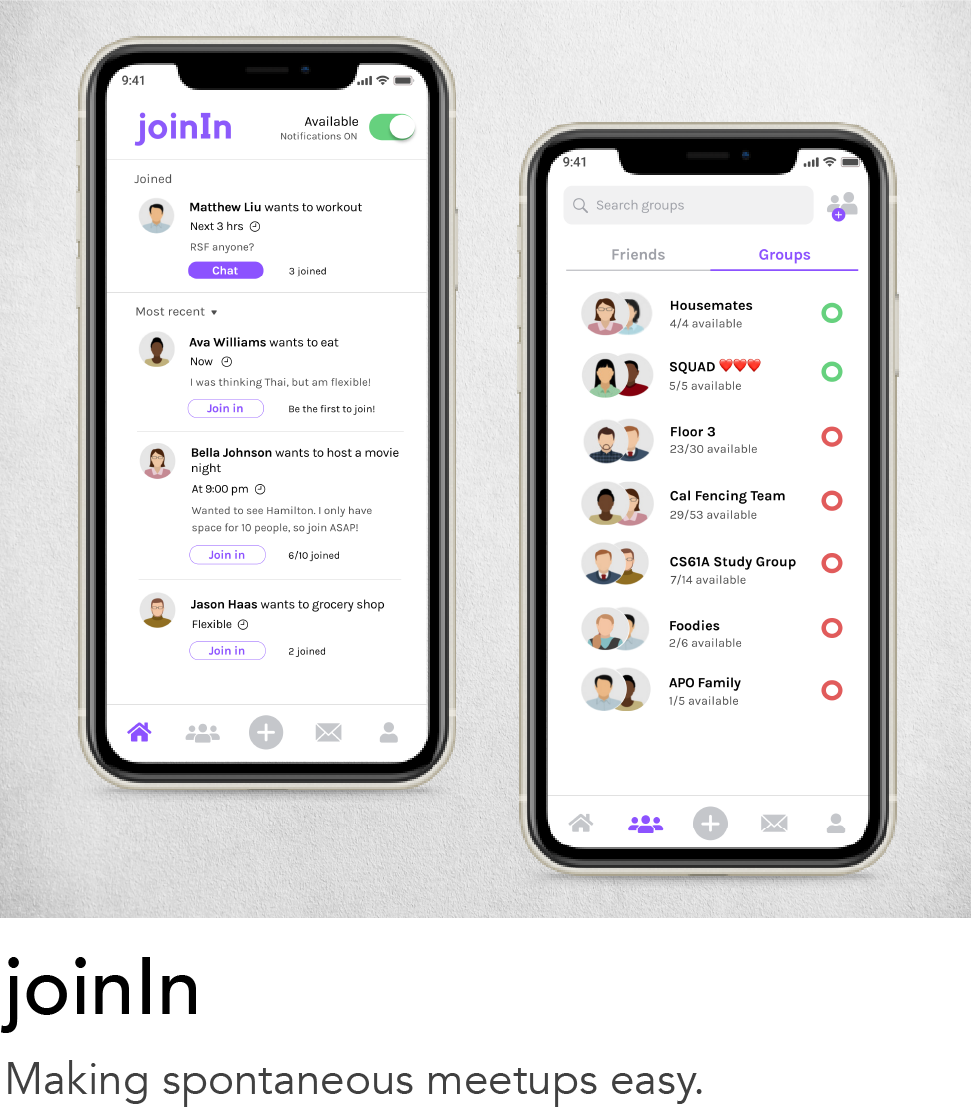 9:41
joinIn
Available
Notifications ON
Joined
Matthew Liu wants to workout
Next 3 hrs
RSF anyone?
Chat
3 joined
Most recent ▾
Ava Williams wants to eat
Now
I was thinking Thai, but am flexible!
Join in
Be the first to join!
Bella Johnson wants to host a movie
night
At 9:00 pm
Wanted to see Hamilton. I only have
space for 10 people, so join ASAP!
Join in
6/10 joined
Jason Haas wants to grocery shop
Flexible
Join in
2 joined
9:41
Search groups
Friends
Groups
Housemates
4/4 available
SQUAD ❤️❤️❤️
5/5 available
Floor 3
23/30 available
Cal Fencing Team
29/53 available
CS61A Study Group
7/14 available
Foodies
2/6 available
APO Family
1/5 available
joinIn
Making spontaneous meetups easy.